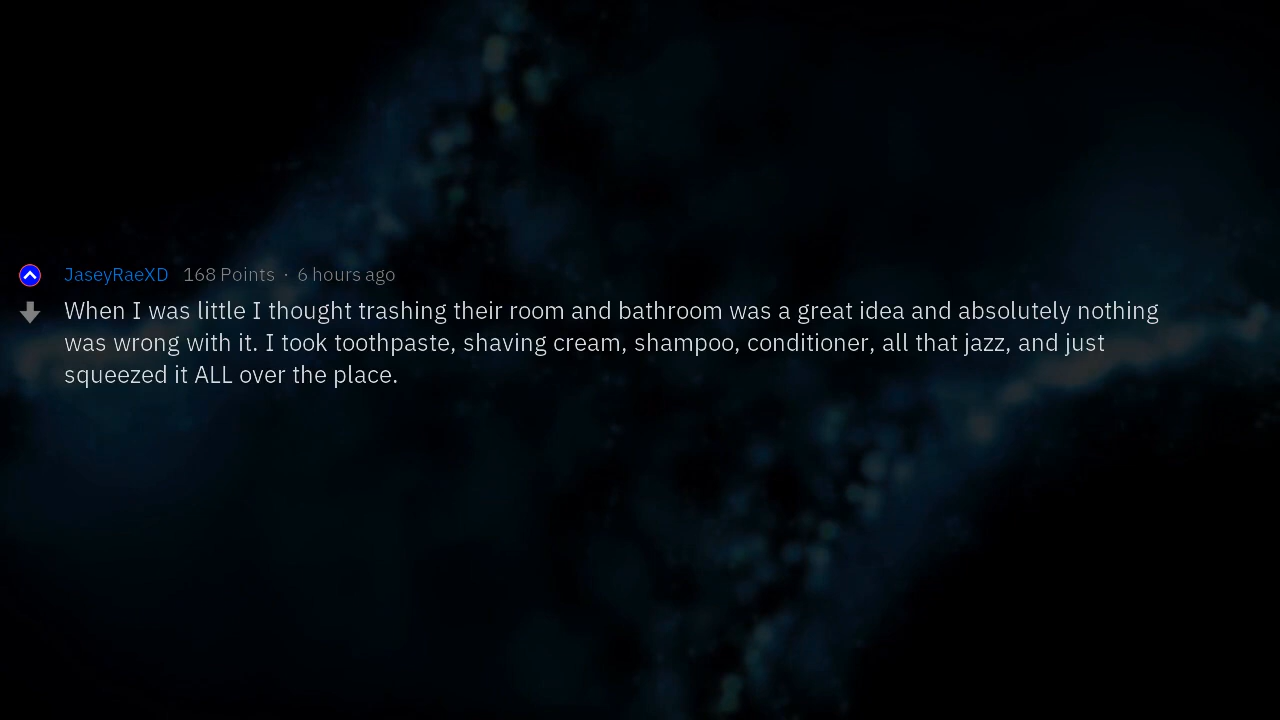 JaseyRaeXD 168 Points · 6 hours ago
When I was little I thought trashing their room and bathroom was a great idea and absolutely nothing
was wrong with it. I took toothpaste, shaving cream, shampoo, conditioner, all that jazz, and just
squeezed it ALL over the place.